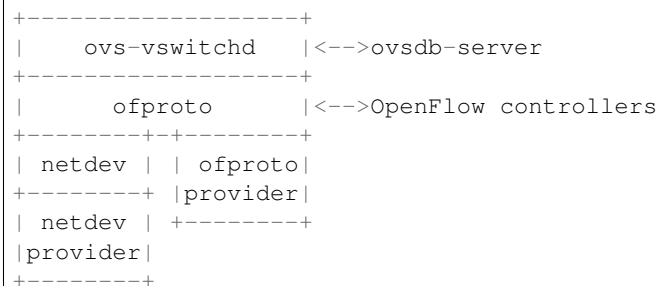 +-------------------+
|    ovs-vswitchd   |<-->ovsdb-server
+-------------------+
|      ofproto      |<-->OpenFlow controllers
+--------+-+--------+
| netdev | | ofproto|
+--------+ |provider|
| netdev | +--------+
|provider|
+--------+